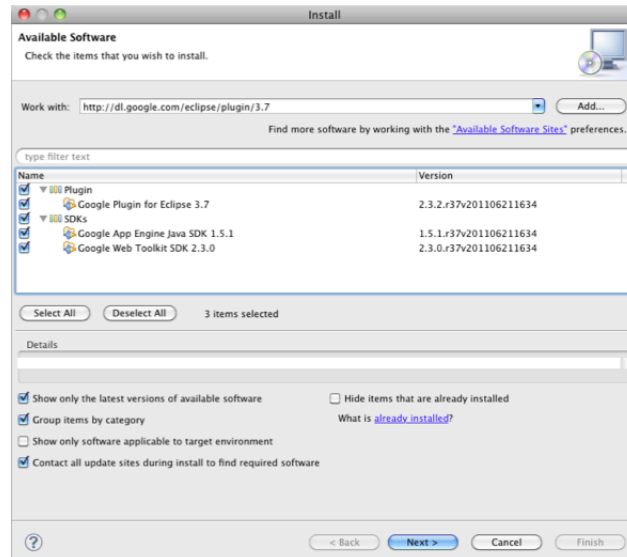 Install
Available Software
Check the items that you wish to install.
Work with: http://dl.google.com/eclipse/plugin/3.7 Add...
Find more software by working with the "Available Software Sites" preferences.
type filter text
Name Version
Plugin
Google Plugin for Eclipse 3.7 2.3.2.r37v201106211634
SDKs
Google App Engine Java SDK 1.5.1 1.5.1.r37v201106211634
Google Web Toolkit SDK 2.3.0 2.3.0.r37v201106211634
Select All Deselect All 3 items selected
Details
Show only the latest versions of available software Hide items that are already installed
Group items by category What is already installed?
Show only software applicable to target environment
Contact all update sites during install to find required software
? < Back Next > Cancel Finish